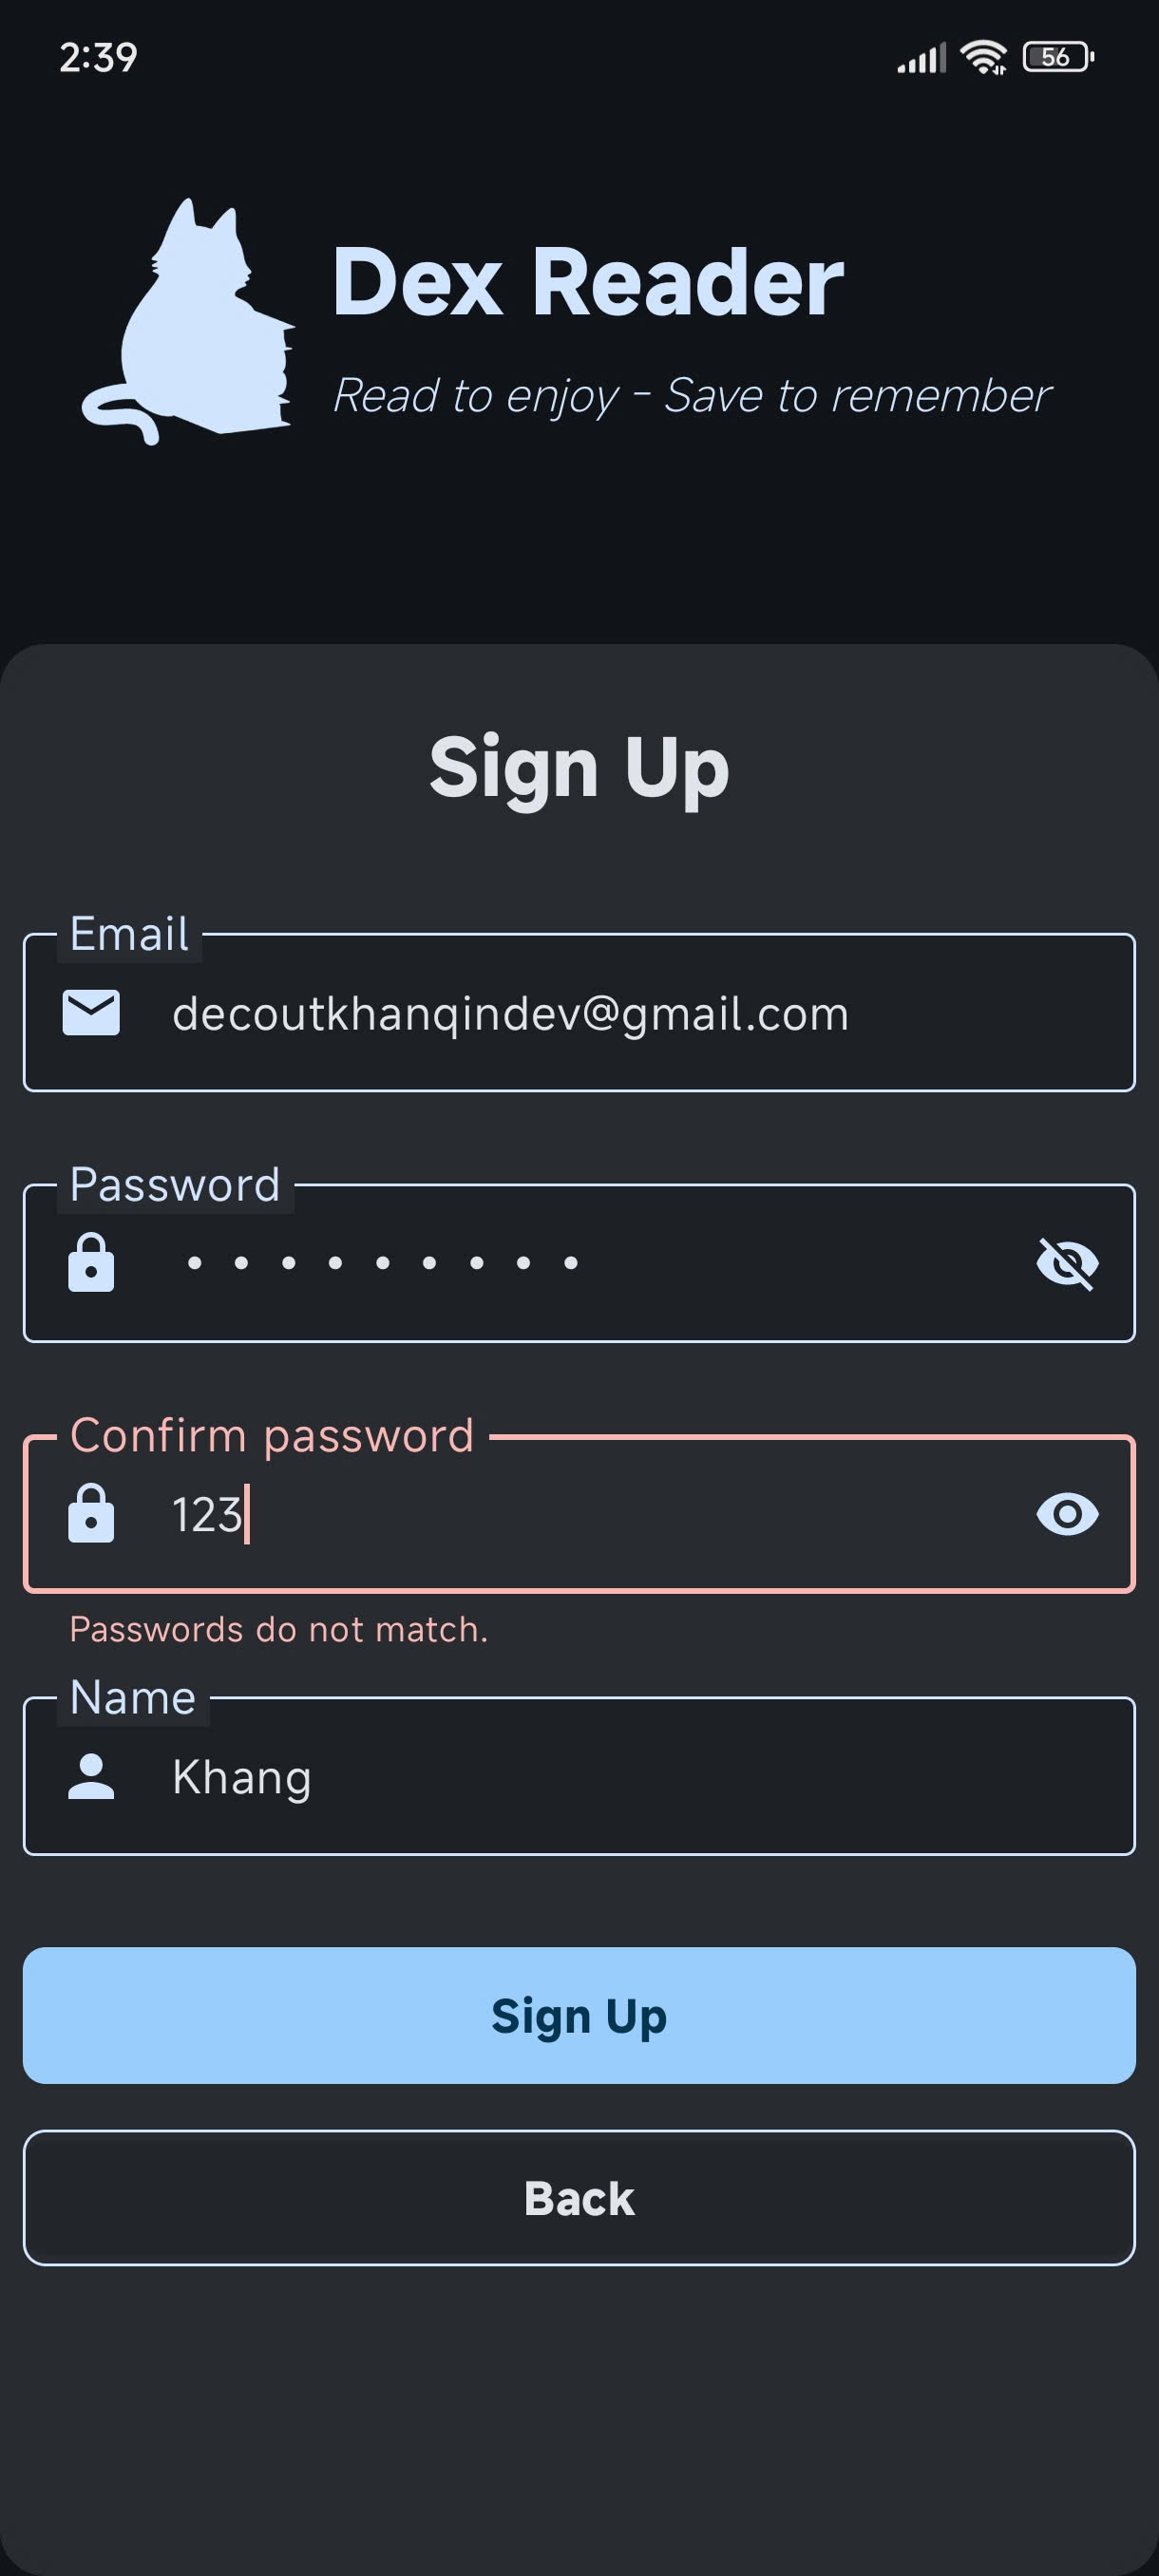 2:39
56
Dex Reader
Read to enjoy - Save to remember
Sign Up
Email
decoutkhanqindev@gmail.com
Password
• • • • • • • • •
Confirm password
123
Passwords do not match.
Name
Khang
Sign Up
Back